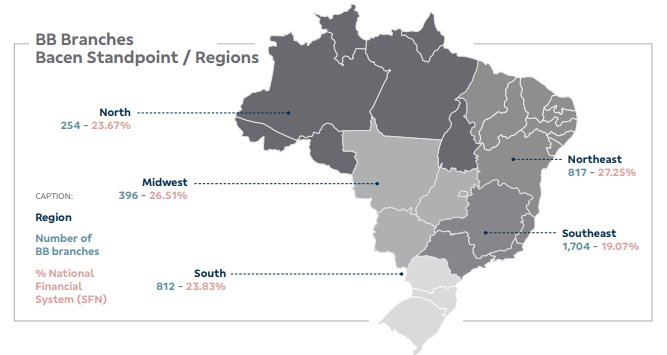 BB Branches
Bacen Standpoint / Regions
North
254 - 23.67%
Northeast
817 - 27.25%
Midwest
396 - 26.51%
CAPTION:
Region
Number of
BB branches
% National
Financial
System (SFN)
Southeast
1,704 - 19.07%
South
812 - 23.83%